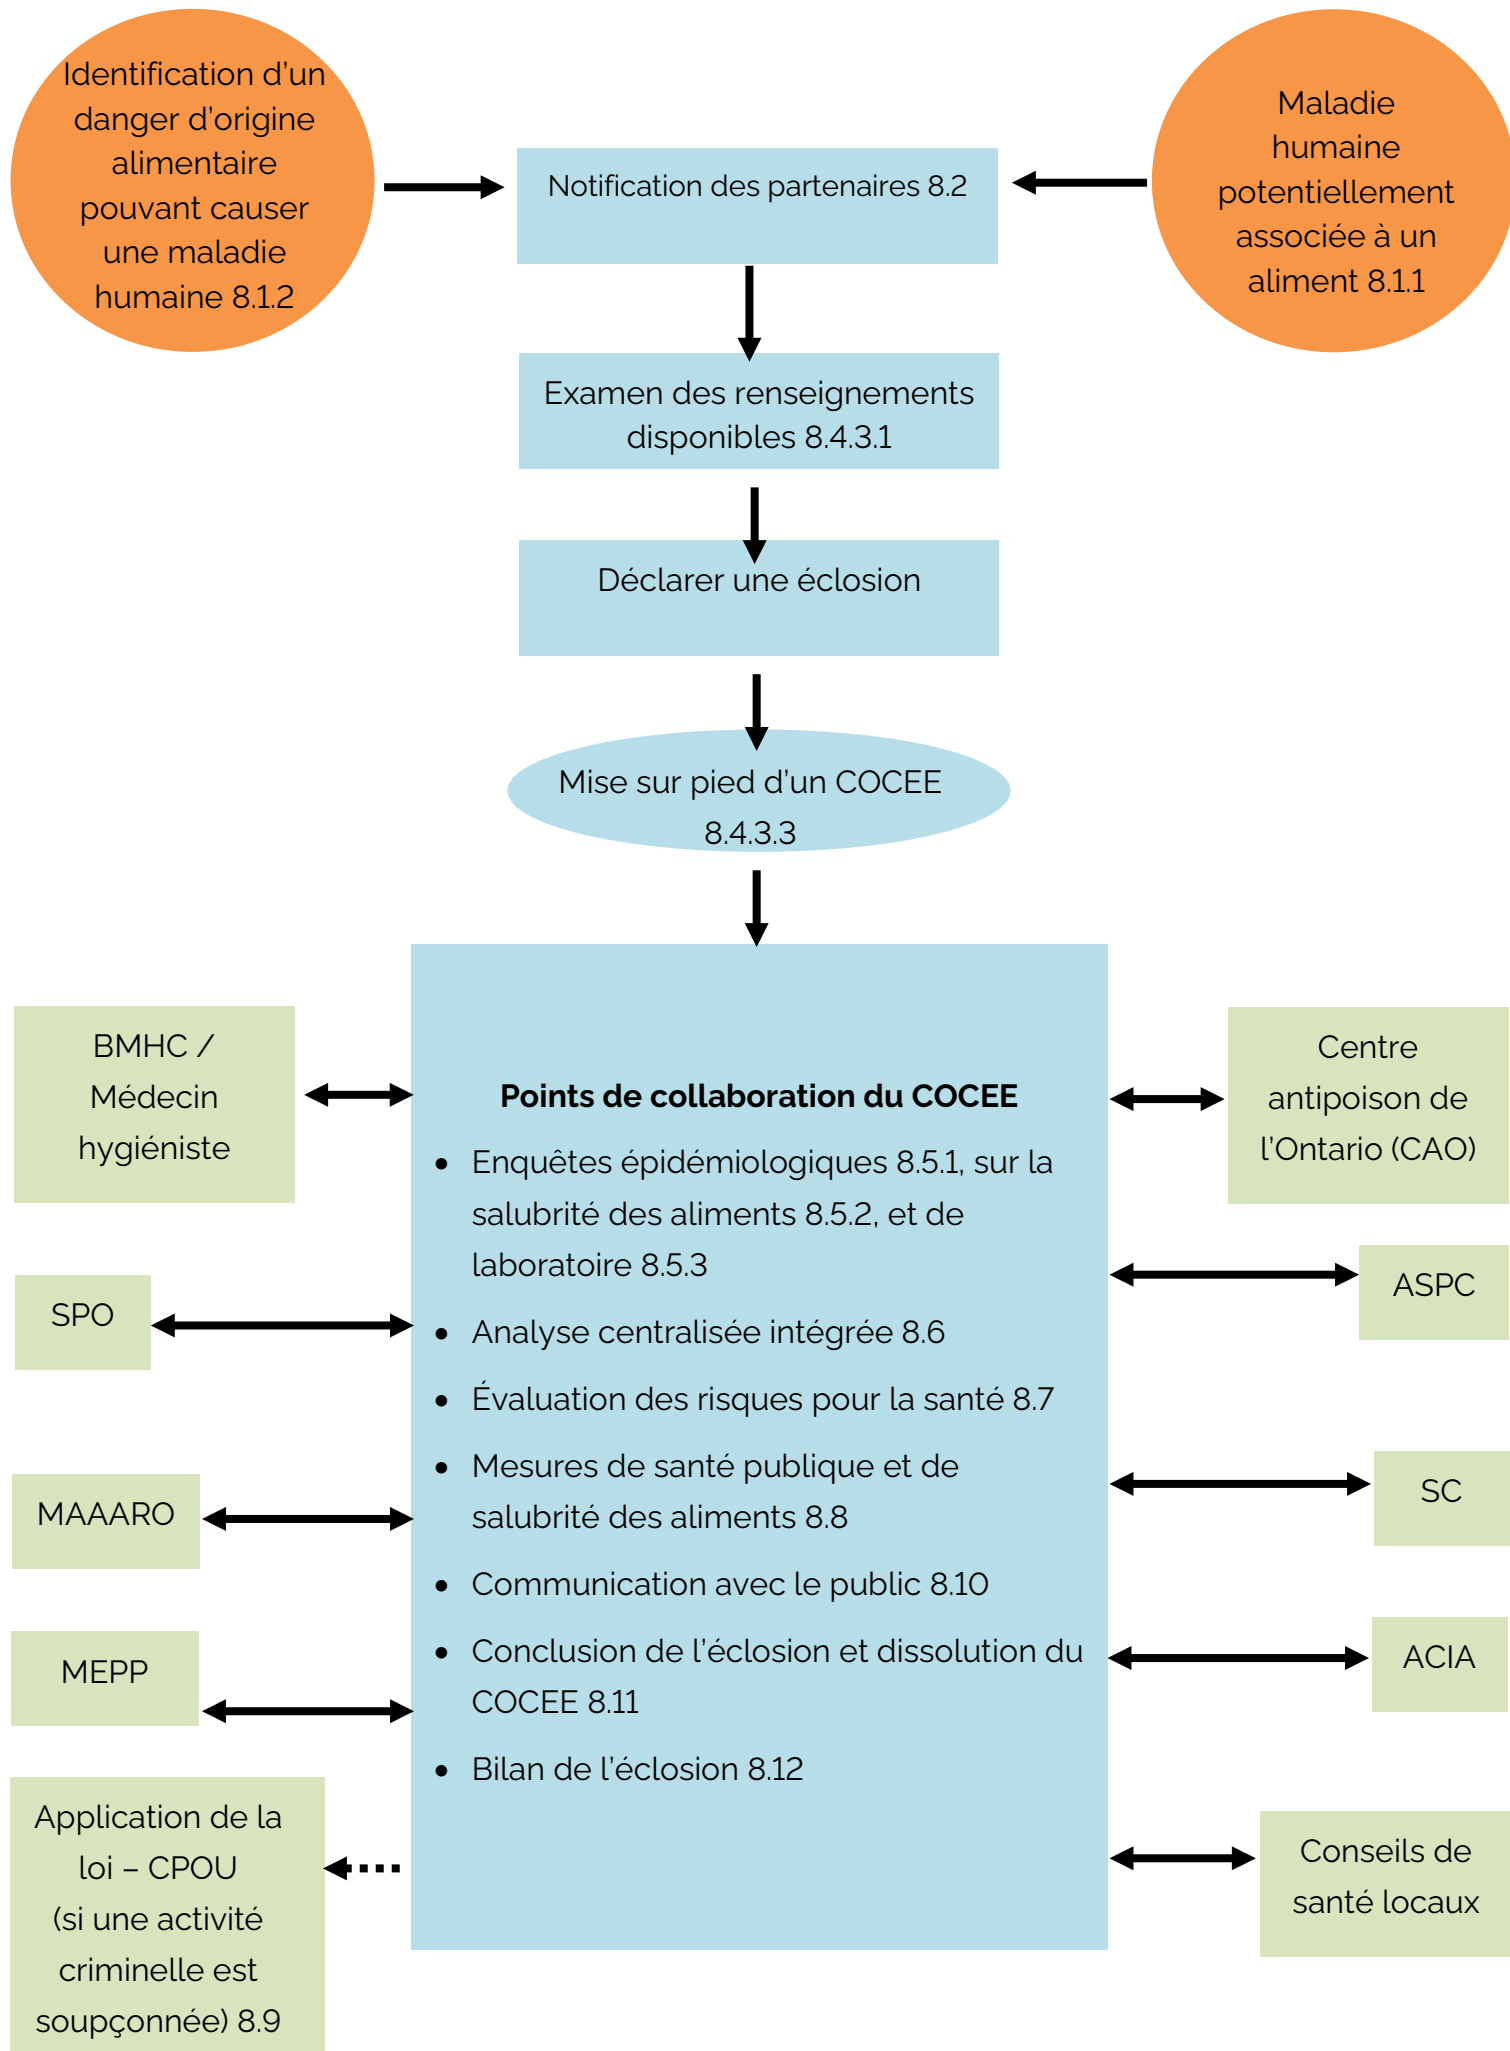 Identification d'un
danger d'origine
alimentaire
pouvant causer
une maladie
humaine 8.1.2
Notification des partenaires 8.2
Maladie
humaine
potentiellement
associée à un
aliment 8.1.1
Examen des renseignements
disponibles 8.4.3.1
Déclarer une éclosion
Mise sur pied d'un COCEE
8.4.3.3
BMHC /
Médecin
hygiéniste
SPO
MAAARO
MEPP
Application de la
loi – CPOU
(si une activité
criminelle est
soupçonnée) 8.9
Points de collaboration du COCEE
• Enquêtes épidémiologiques 8.5.1, sur la
salubrité des aliments 8.5.2, et de
laboratoire 8.5.3
• Analyse centralisée intégrée 8.6
• Évaluation des risques pour la santé 8.7
• Mesures de santé publique et de
salubrité des aliments 8.8
• Communication avec le public 8.10
• Conclusion de l'éclosion et dissolution du
COCEE 8.11
• Bilan de l'éclosion 8.12
Centre
antipoison de
l'Ontario (CAO)
ASPC
SC
ACIA
Conseils de
santé locaux